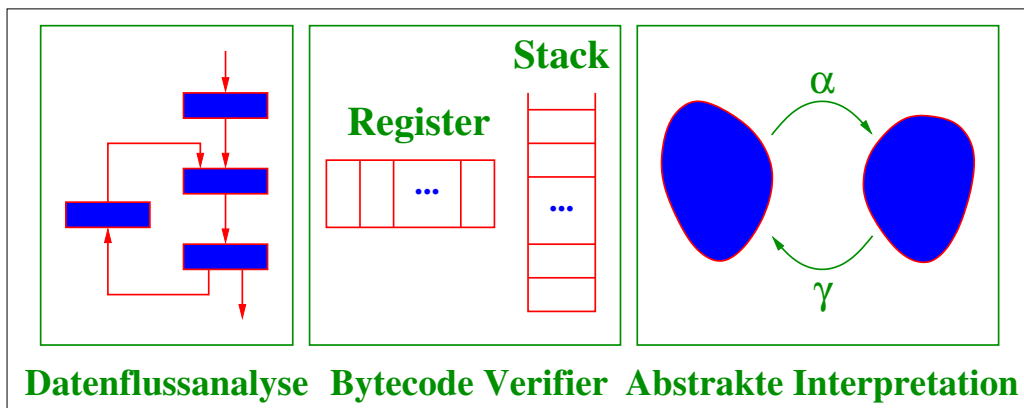 Stack
Register
...
...
α
γ
Datenflussanalyse
Bytecode Verifier
Abstrakte Interpretation